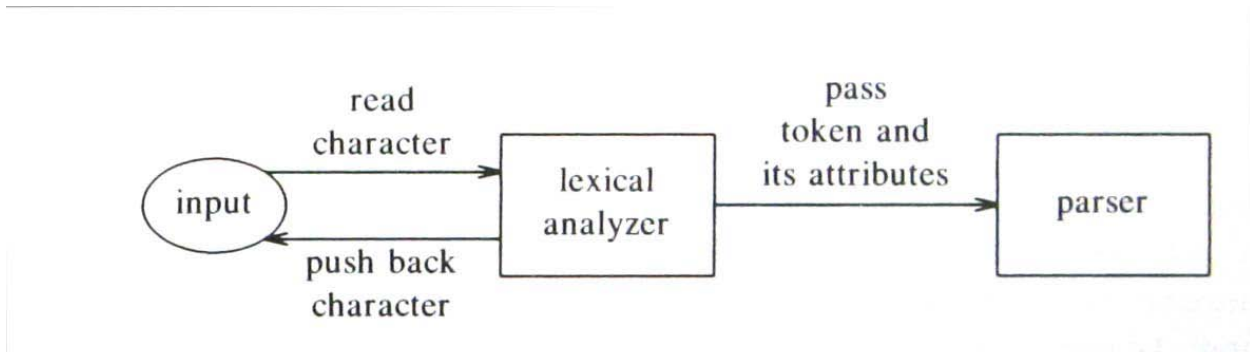 read
character
input
push back
character
lexical
analyzer
pass
token and
its attributes
parser